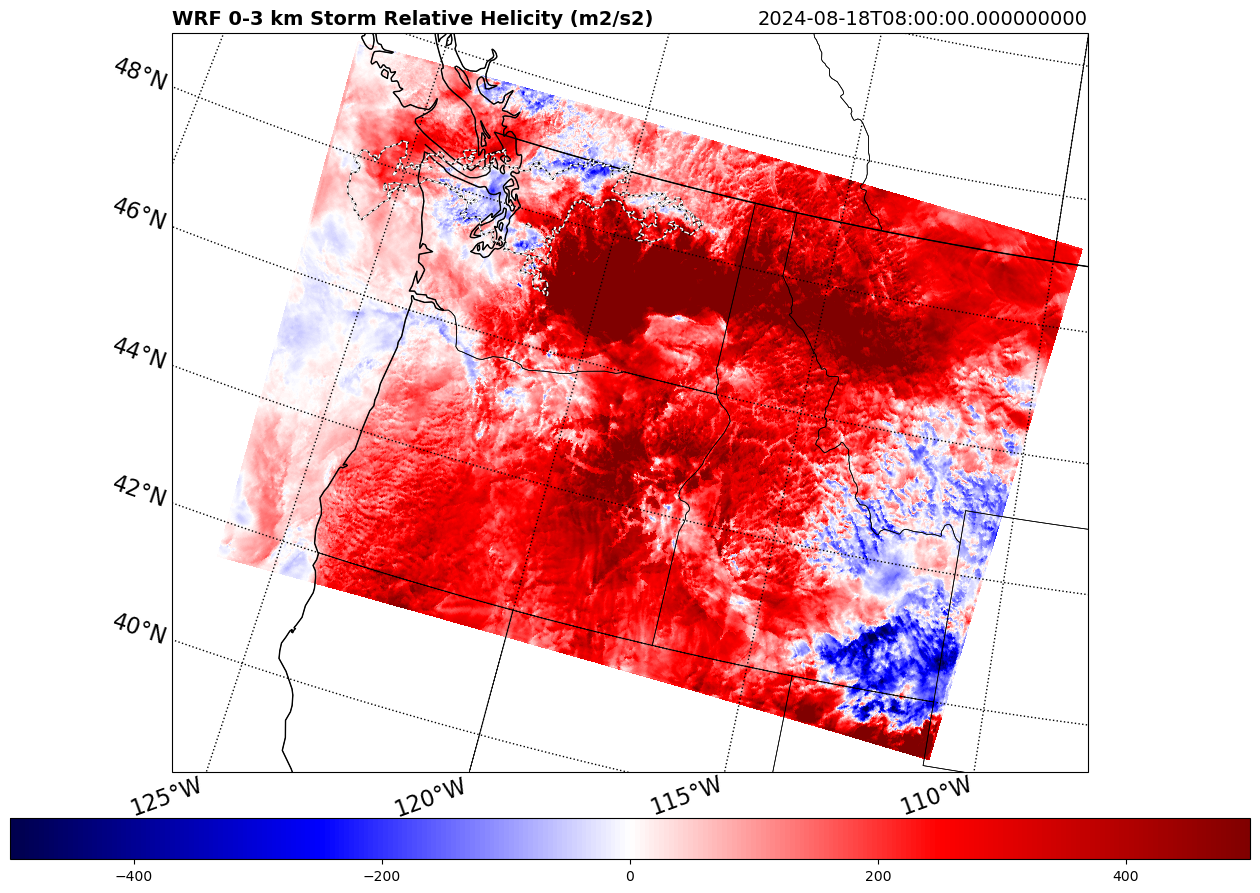 WRF 0-3 km Storm Relative Helicity (m2/s2) 2024-08-18T08:00:00.000000000
48°N
46°N
44°N
42°N
40°N
125°W 120°W 115°W 110°W
−400 −200 0 200 400